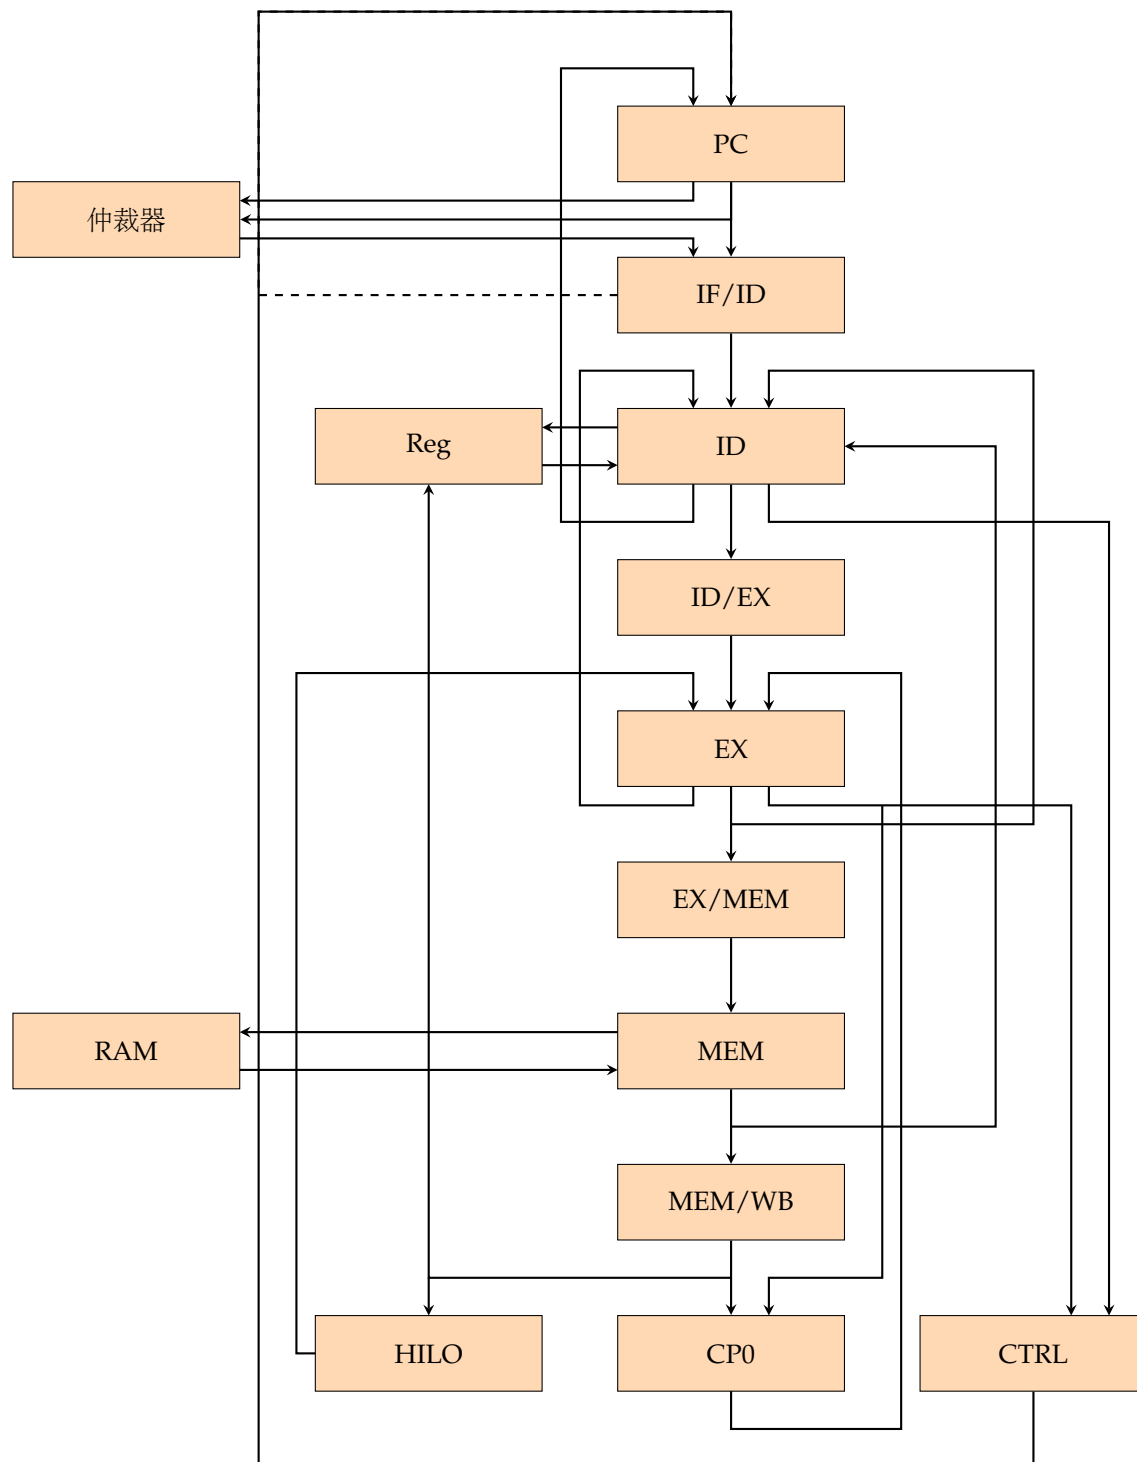 PC
仲裁器
IF/ID
Reg
ID
ID/EX
EX
EX/MEM
RAM
MEM
MEM/WB
HILO
CP0
CTRL